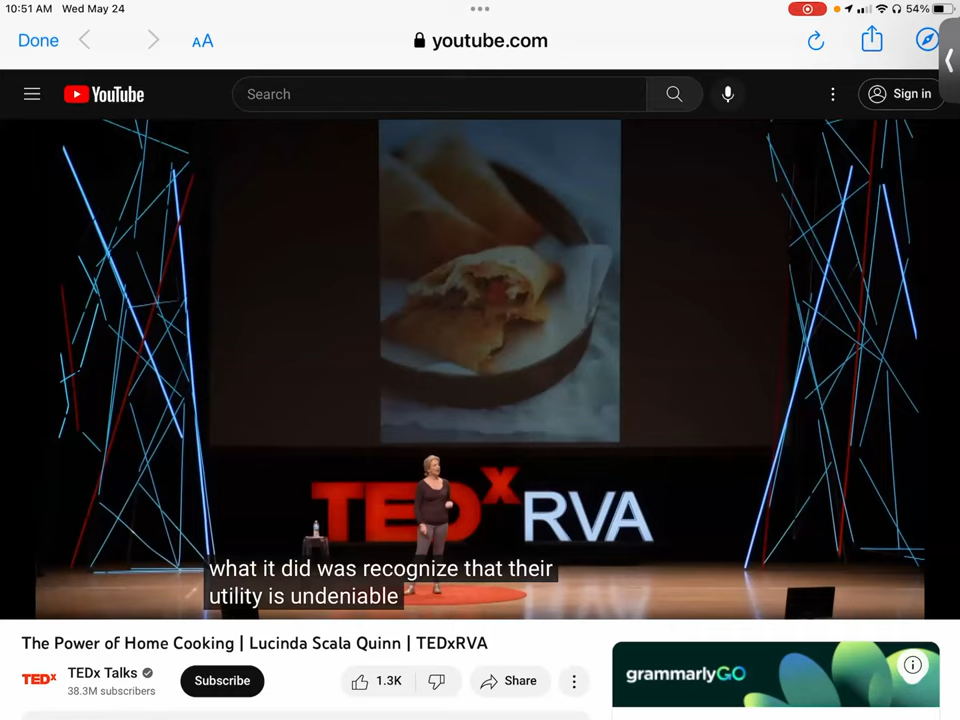 10:51 AM Wed May 24
54%
Done
AA
youtube.com
YouTube
Search
Sign in
TEDx RVA
what it did was recognize that their
utility is undeniable
The Power of Home Cooking | Lucinda Scala Quinn | TEDxRVA
TEDx
TEDx Talks
38.3M subscribers
Subscribe
1.3K
Share
grammarlyGO